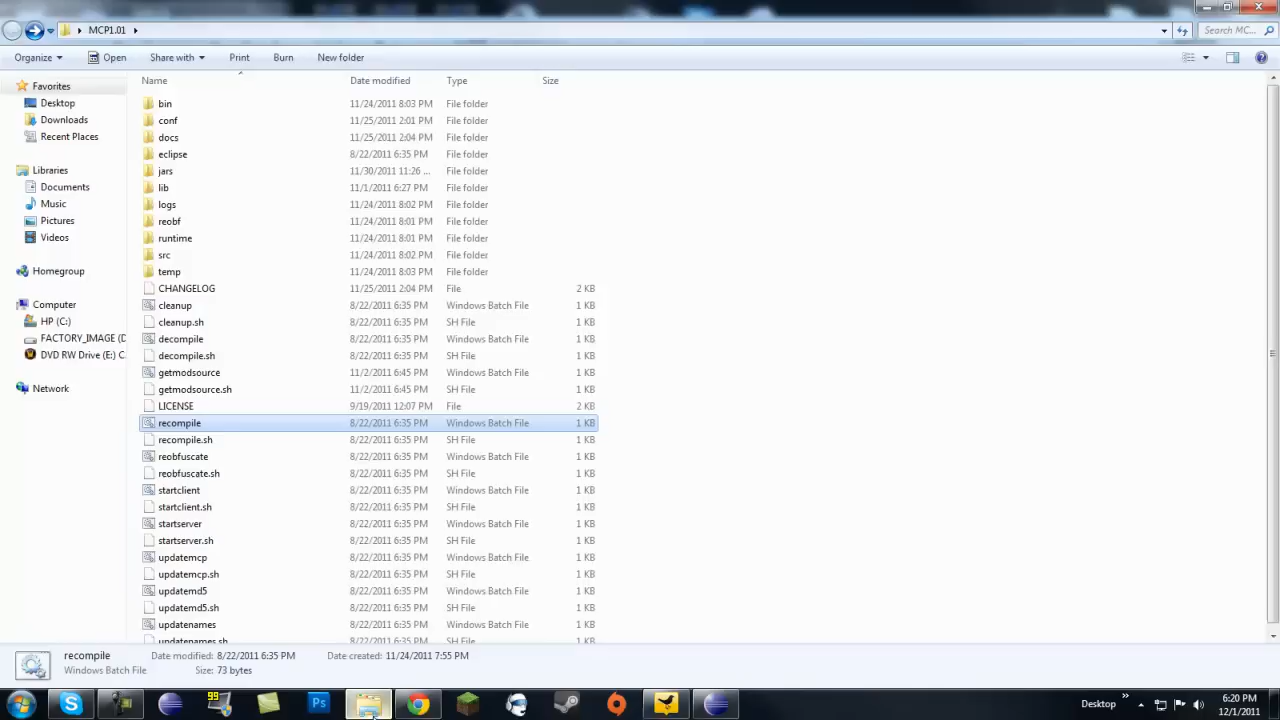 MCP1.01
Search MC...
Organize Open Share with Print Burn New folder
Name Date modified Type Size
Favorites
Desktop
Downloads
Recent Places
Libraries
Documents
Music
Pictures
Videos
Homegroup
Computer
HP (C:)
FACTORY_IMAGE (D
DVD RW Drive (E:) C
Network
bin 11/24/2011 8:03 PM File folder
conf 11/25/2011 2:01 PM File folder
docs 11/25/2011 2:04 PM File folder
eclipse 8/22/2011 6:35 PM File folder
jars 11/30/2011 11:26 ... File folder
lib 11/1/2011 6:27 PM File folder
logs 11/24/2011 8:02 PM File folder
reobf 11/24/2011 8:01 PM File folder
runtime 11/24/2011 8:01 PM File folder
src 11/24/2011 8:02 PM File folder
temp 11/24/2011 8:03 PM File folder
CHANGELOG 11/25/2011 2:04 PM File 2 KB
cleanup 8/22/2011 6:35 PM Windows Batch File 1 KB
cleanup.sh 8/22/2011 6:35 PM SH File 1 KB
decompile 8/22/2011 6:35 PM Windows Batch File 1 KB
decompile.sh 8/22/2011 6:35 PM SH File 1 KB
getmodsource 11/2/2011 6:45 PM Windows Batch File 1 KB
getmodsource.sh 11/2/2011 6:45 PM SH File 1 KB
LICENSE 9/19/2011 12:07 PM File 2 KB
recompile 8/22/2011 6:35 PM Windows Batch File 1 KB
recompile.sh 8/22/2011 6:35 PM SH File 1 KB
reobfuscate 8/22/2011 6:35 PM Windows Batch File 1 KB
reobfuscate.sh 8/22/2011 6:35 PM SH File 1 KB
startclient 8/22/2011 6:35 PM Windows Batch File 1 KB
startclient.sh 8/22/2011 6:35 PM SH File 1 KB
startserver 8/22/2011 6:35 PM Windows Batch File 1 KB
startserver.sh 8/22/2011 6:35 PM SH File 1 KB
updatemcp 8/22/2011 6:35 PM Windows Batch File 1 KB
updatemcp.sh 8/22/2011 6:35 PM SH File 1 KB
updatemd5 8/22/2011 6:35 PM Windows Batch File 1 KB
updatemd5.sh 8/22/2011 6:35 PM SH File 1 KB
updatenames 8/22/2011 6:35 PM Windows Batch File 1 KB
updatenames.sh 8/22/2011 6:35 PM SH File 1 KB
recompile Date modified: 8/22/2011 6:35 PM Date created: 11/24/2011 7:55 PM
Windows Batch File Size: 73 bytes
99
Ps
Desktop
6:20 PM
12/1/2011